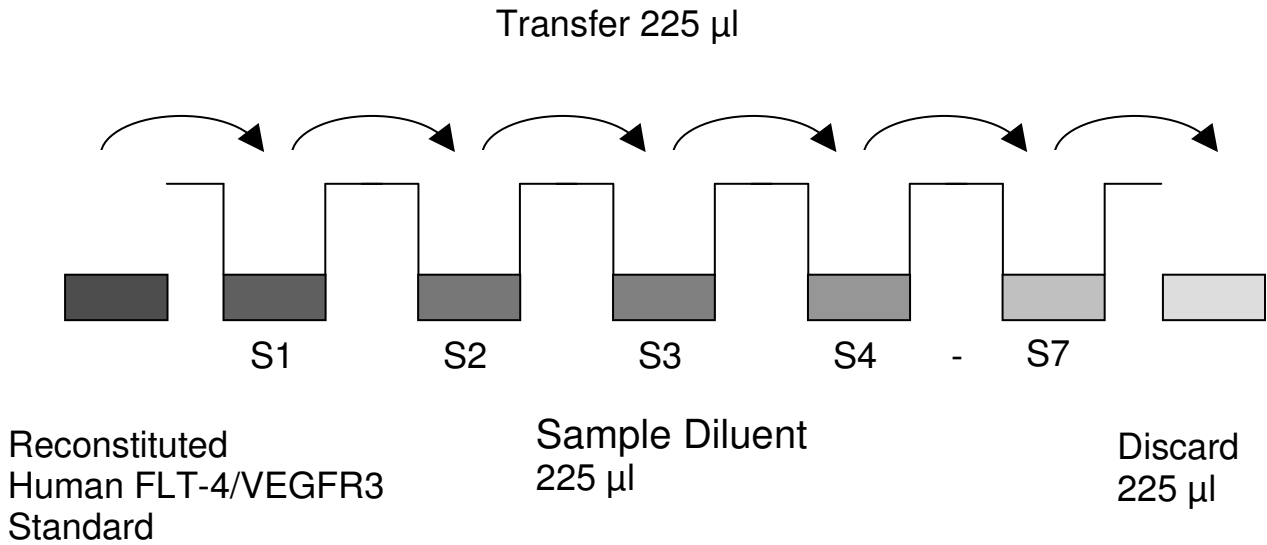 Transfer 225 µl
S1 S2 S3 S4 - S7
Reconstituted
Human FLT-4/VEGFR3
Standard
Sample Diluent
225 µl
Discard
225 µl